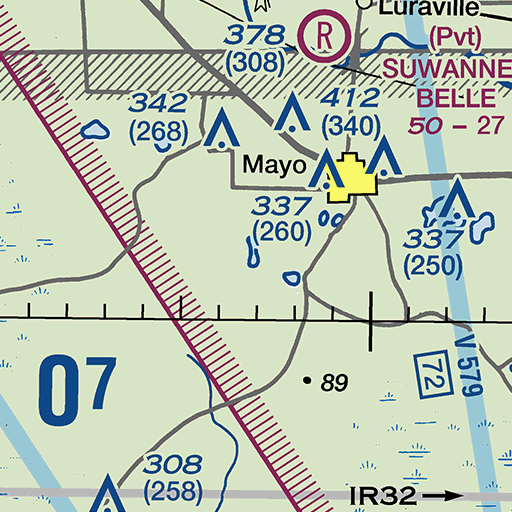 Luraville
(Pvt)
378
(308)
R
SUWANNE
BELLE
50 – 27
342
(268)
412
(340)
Mayo
337
(260)
337
(250)
07
89
72
V 579
308
(258)
IR32